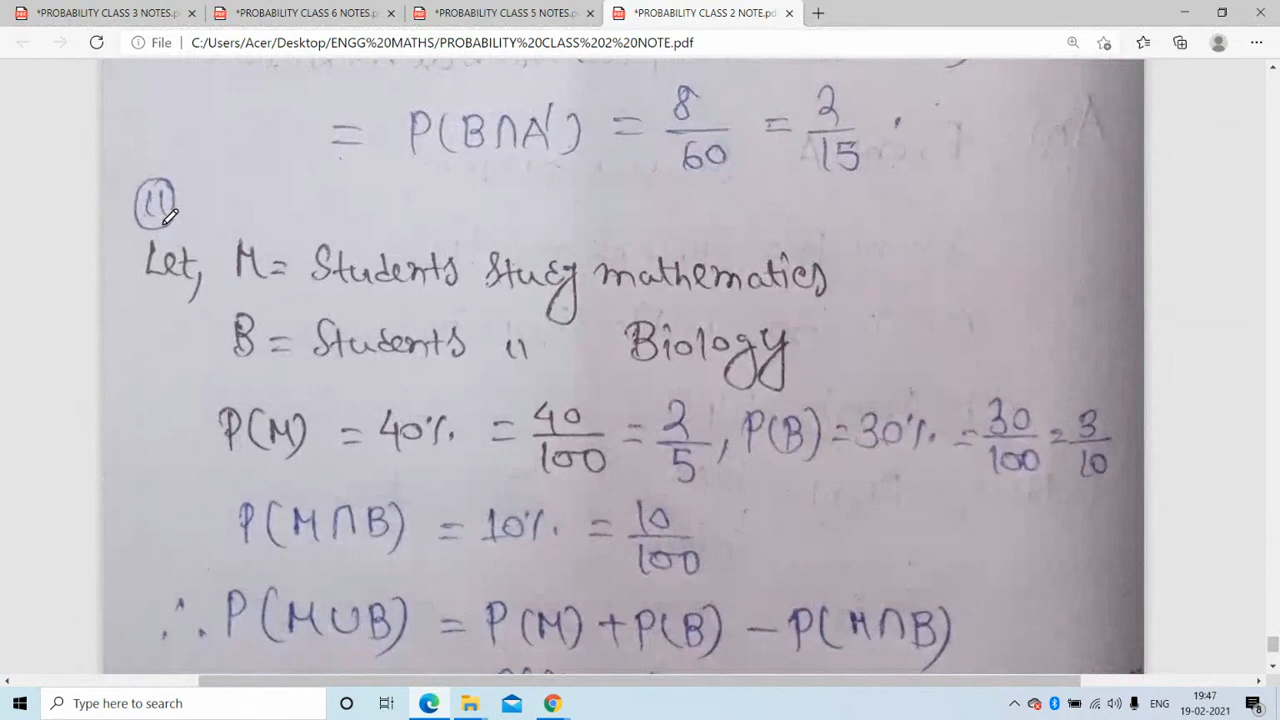 *PROBABILITY CLASS 3 NOTES.p
*PROBABILITY CLASS 6 NOTES.p
*PROBABILITY CLASS 5 NOTES.p
*PROBABILITY CLASS 2 NOTE.pd
File C:/Users/Acer/Desktop/ENGG%20MATHS/PROBABILITY%20CLASS%202%20NOTE.pdf
= P(B∩A') = 8/60 = 2/15 .
(11)
Let, M = Students study mathematics
B = Students " Biology
P(M) = 40% = 40/100 = 2/5 , P(B) = 30% = 30/100 = 3/10
P(M∩B) = 10% = 10/100
∴ P(M∪B) = P(M) + P(B) - P(M∩B)
Type here to search
ENG
19:47
19-02-2021
8